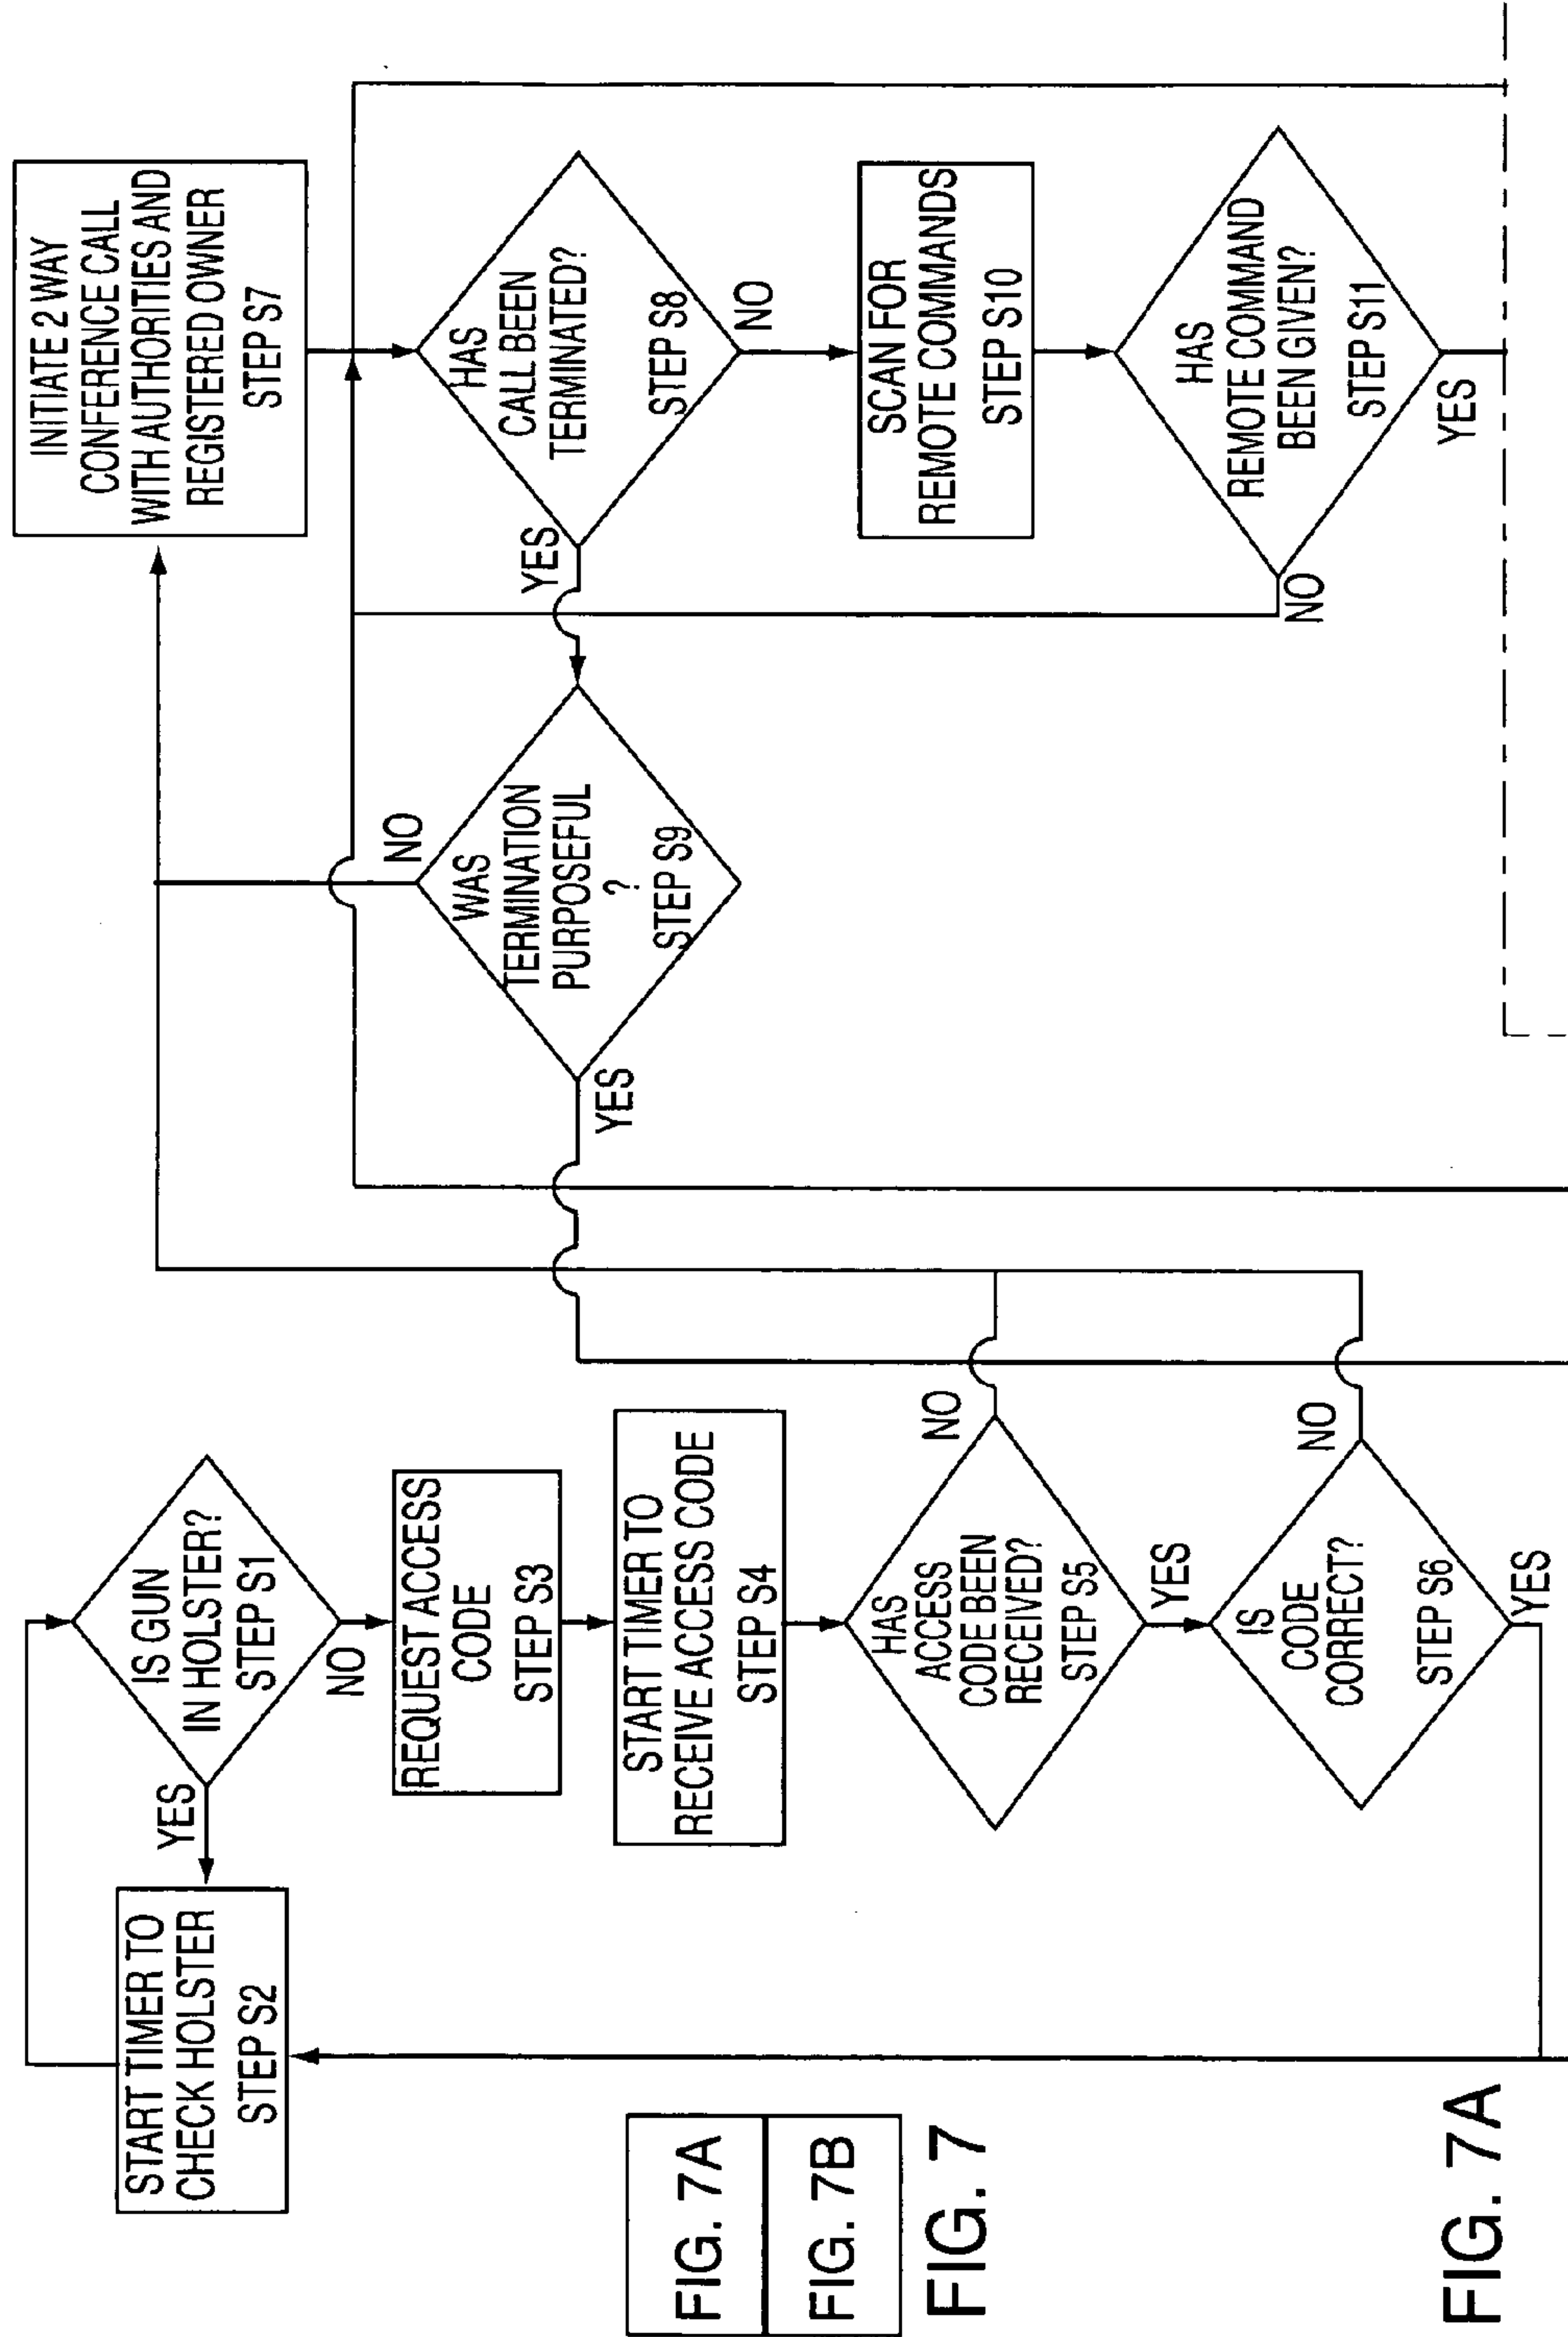 START TIMER TO
CHECK HOLSTER
STEP S2
YES
IS GUN
IN HOLSTER?
STEP S1
NO
REQUEST ACCESS
CODE
STEP S3
START TIMER TO
RECEIVE ACCESS CODE
STEP S4
HAS
ACCESS
CODE BEEN
RECEIVED?
STEP S5
NO
YES
IS
CODE
CORRECT?
STEP S6
NO
YES
INITIATE 2 WAY
CONFERENCE CALL
WITH AUTHORITIES AND
REGISTERED OWNER
STEP S7
HAS
CALL BEEN
TERMINATED?
STEP S8
YES
NO
WAS
TERMINATION
PURPOSEFUL
?
STEP S9
NO
YES
SCAN FOR
REMOTE COMMANDS
STEP S10
HAS
REMOTE COMMAND
BEEN GIVEN?
STEP S11
NO
YES
FIG. 7A
FIG. 7B
FIG. 7
FIG. 7A